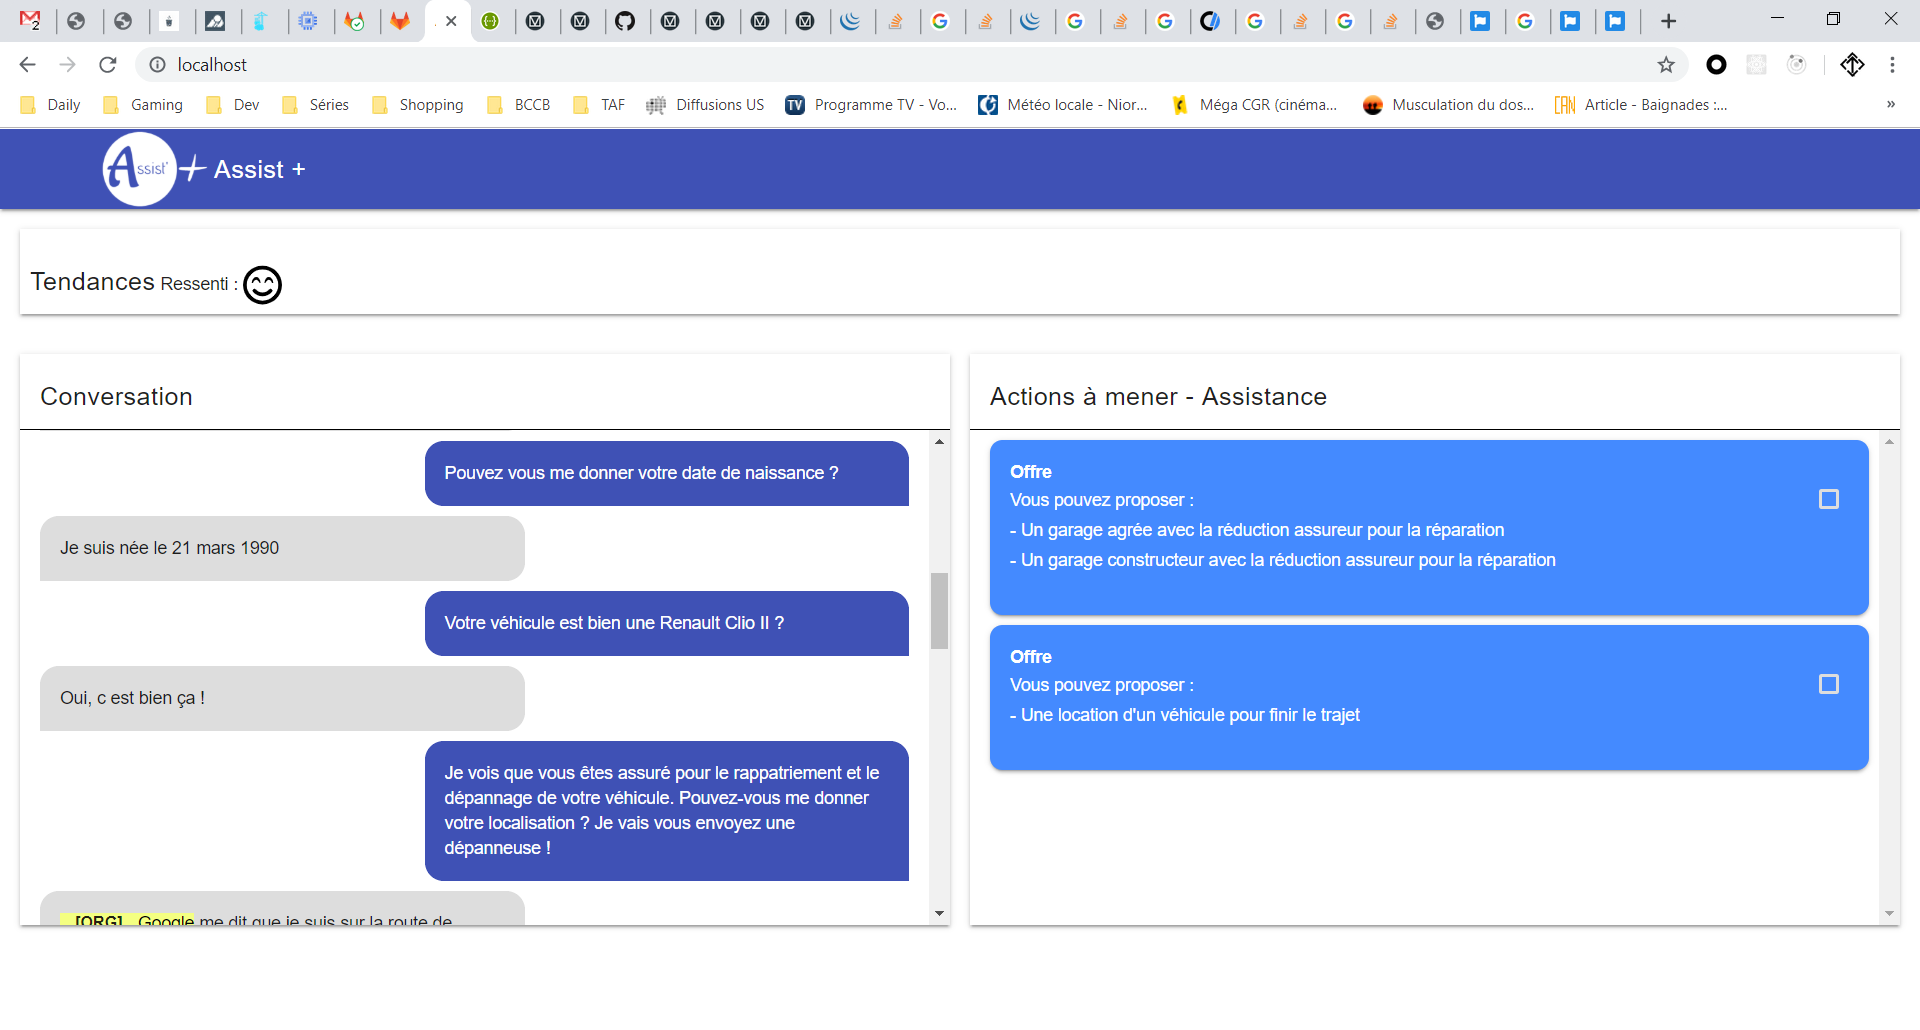 2
localhost
Daily
Gaming
Dev
Séries
Shopping
BCCB
TAF
Diffusions US
TV
Programme TV - Vo...
Météo locale - Nior...
Méga CGR (cinéma...
Musculation du dos...
CAN
Article - Baignades :...
»
Assist'
Assist +
Tendances Ressenti :
Conversation
Pouvez vous me donner votre date de naissance ?
Je suis née le 21 mars 1990
Votre véhicule est bien une Renault Clio II ?
Oui, c est bien ça !
Je vois que vous êtes assuré pour le rappatriement et le
dépannage de votre véhicule. Pouvez-vous me donner
votre localisation ? Je vais vous envoyez une
dépanneuse !
[ORG] Google me dit que je suis sur la route de
Actions à mener - Assistance
Offre
Vous pouvez proposer :
- Un garage agrée avec la réduction assureur pour la réparation
- Un garage constructeur avec la réduction assureur pour la réparation
Offre
Vous pouvez proposer :
- Une location d'un véhicule pour finir le trajet